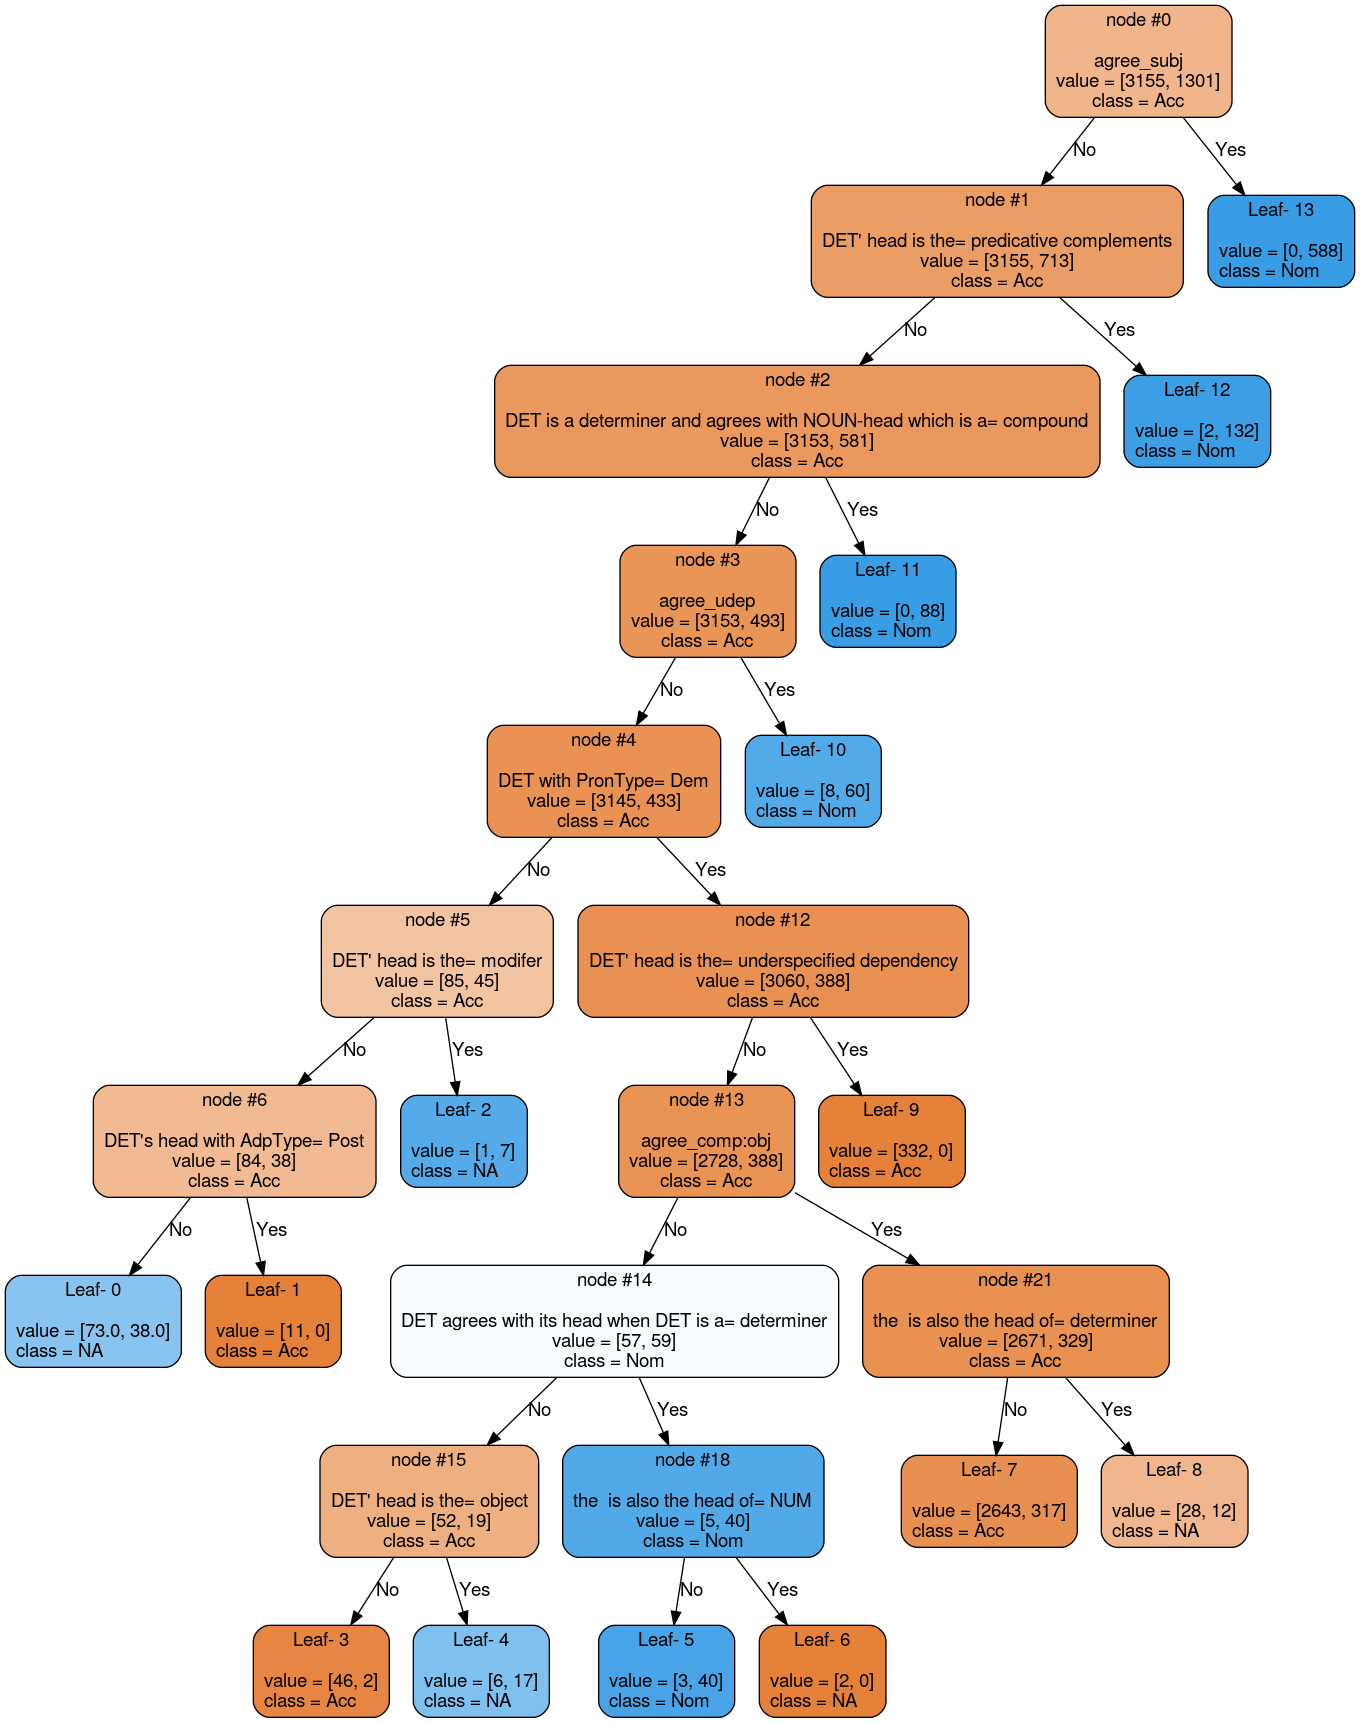 node #0
agree_subj
value = [3155, 1301]
class = Acc
No
Yes
node #1
DET' head is the= predicative complements
value = [3155, 713]
class = Acc
Leaf- 13
value = [0, 588]
class = Nom
No
Yes
node #2
DET is a determiner and agrees with NOUN-head which is a= compound
value = [3153, 581]
class = Acc
Leaf- 12
value = [2, 132]
class = Nom
No
Yes
node #3
agree_udep
value = [3153, 493]
class = Acc
Leaf- 11
value = [0, 88]
class = Nom
No
Yes
node #4
DET with PronType= Dem
value = [3145, 433]
class = Acc
Leaf- 10
value = [8, 60]
class = Nom
No
Yes
node #5
DET' head is the= modifer
value = [85, 45]
class = Acc
node #12
DET' head is the= underspecified dependency
value = [3060, 388]
class = Acc
No
Yes
No
Yes
node #6
DET's head with AdpType= Post
value = [84, 38]
class = Acc
Leaf- 2
value = [1, 7]
class = NA
node #13
agree_comp:obj
value = [2728, 388]
class = Acc
Leaf- 9
value = [332, 0]
class = Acc
No
Yes
No
Yes
Leaf- 0
value = [73.0, 38.0]
class = NA
Leaf- 1
value = [11, 0]
class = Acc
node #14
DET agrees with its head when DET is a= determiner
value = [57, 59]
class = Nom
node #21
the  is also the head of= determiner
value = [2671, 329]
class = Acc
No
Yes
No
Yes
node #15
DET' head is the= object
value = [52, 19]
class = Acc
node #18
the  is also the head of= NUM
value = [5, 40]
class = Nom
Leaf- 7
value = [2643, 317]
class = Acc
Leaf- 8
value = [28, 12]
class = NA
No
Yes
No
Yes
Leaf- 3
value = [46, 2]
class = Acc
Leaf- 4
value = [6, 17]
class = NA
Leaf- 5
value = [3, 40]
class = Nom
Leaf- 6
value = [2, 0]
class = NA